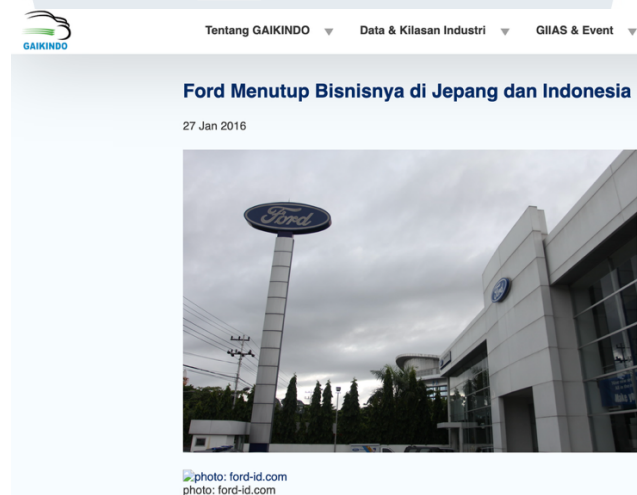 GAIKINDO
Tentang GAIKINDO
Data & Kilasan Industri
GIIAS & Event
Ford Menutup Bisnisnya di Jepang dan Indonesia
27 Jan 2016
Ford
Ford
photo: ford-id.com
photo: ford-id.com